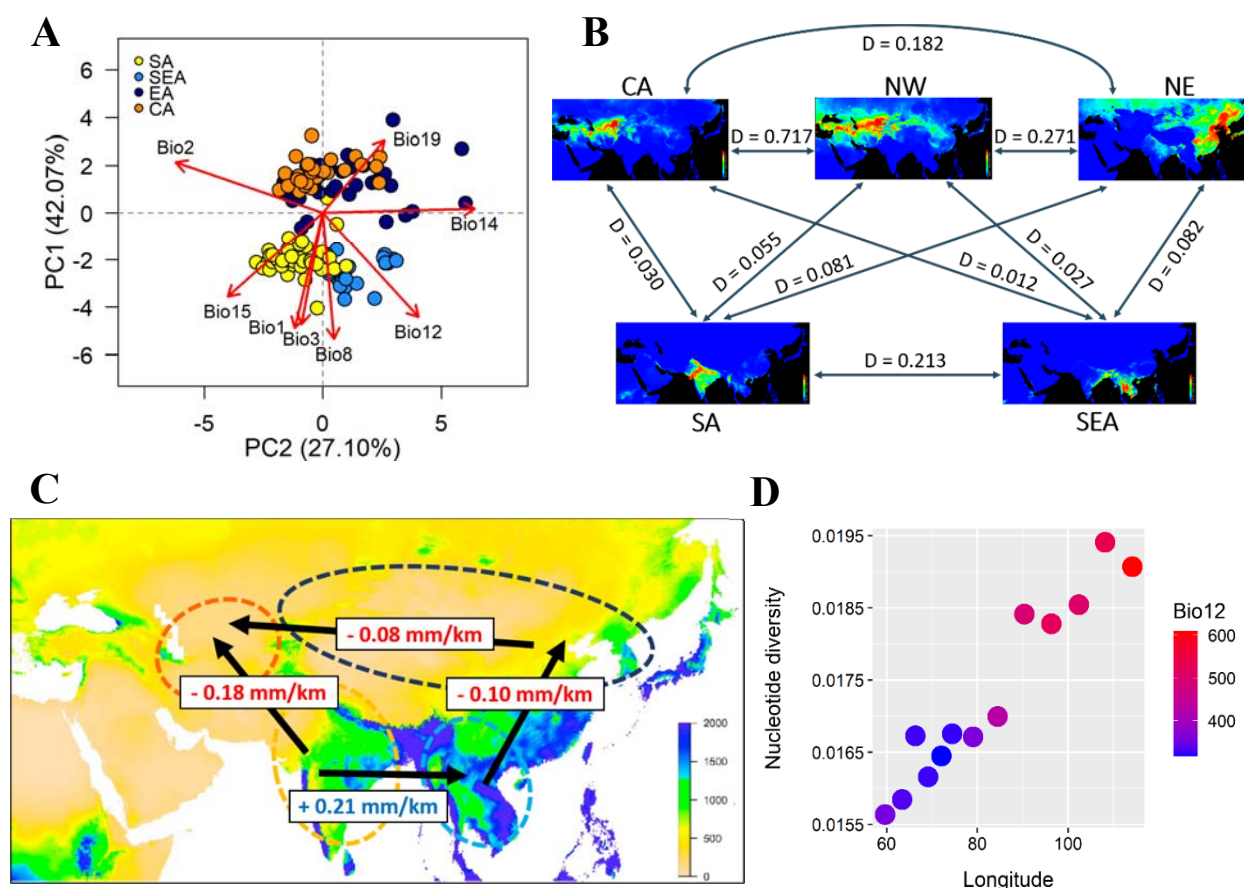 A
SA
SEA
EA
CA
6
4
2
0
-2
-4
-6
PC1 (42.07%)
Bio2
Bio19
Bio14
Bio15
Bio1
Bio3
Bio8
Bio12
-5
0
5
PC2 (27.10%)
B
D = 0.182
CA
NW
NE
D = 0.717
D = 0.271
D = 0.030
D = 0.055
D = 0.081
D = 0.012
D = 0.027
D = 0.082
D = 0.213
SA
SEA
C
- 0.08 mm/km
- 0.18 mm/km
- 0.10 mm/km
+ 0.21 mm/km
2000
1500
1000
500
0
D
0.0195
0.0185
0.0175
0.0165
0.0155
Nucleotide diversity
60
80
100
Longitude
Bio12
600
500
400